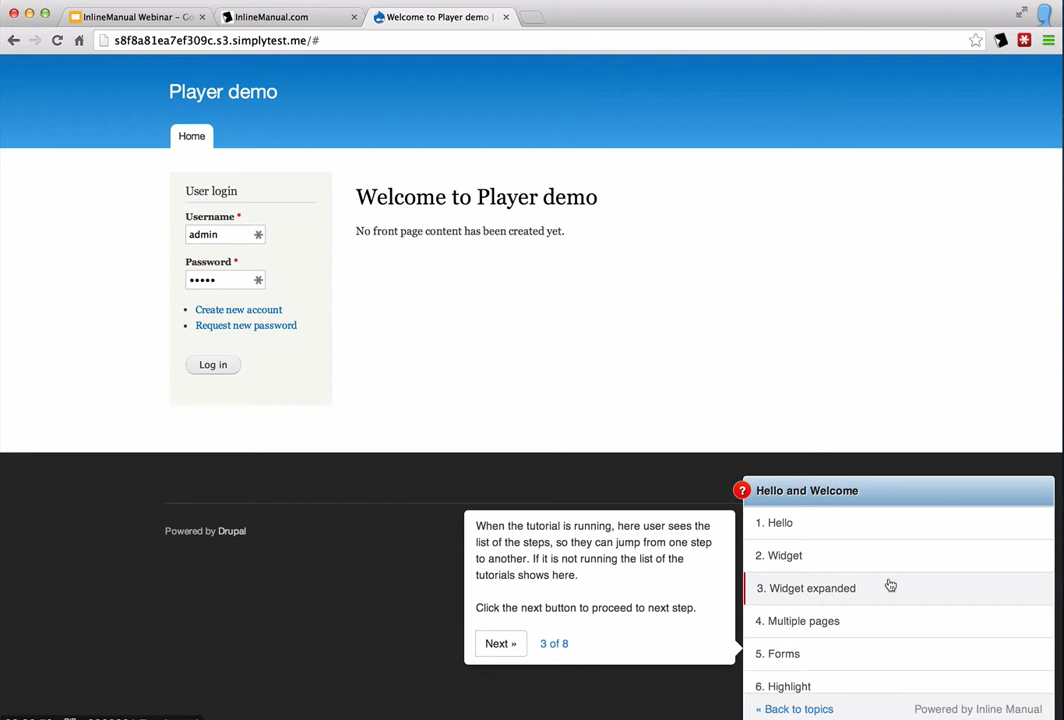 InlineManual Webinar – Go
InlineManual.com
Welcome to Player demo |
s8f8a81ea7ef309c.s3.simplytest.me/#
Player demo
Home
User login
Username *
admin
Password *
•••••
Create new account
Request new password
Log in
Welcome to Player demo
No front page content has been created yet.
Powered by Drupal
When the tutorial is running, here user sees the
list of the steps, so they can jump from one step
to another. If it is not running the list of the
tutorials shows here.
Click the next button to proceed to next step.
Next »
3 of 8
?
Hello and Welcome
1. Hello
2. Widget
3. Widget expanded
4. Multiple pages
5. Forms
6. Highlight
« Back to topics
Powered by Inline Manual